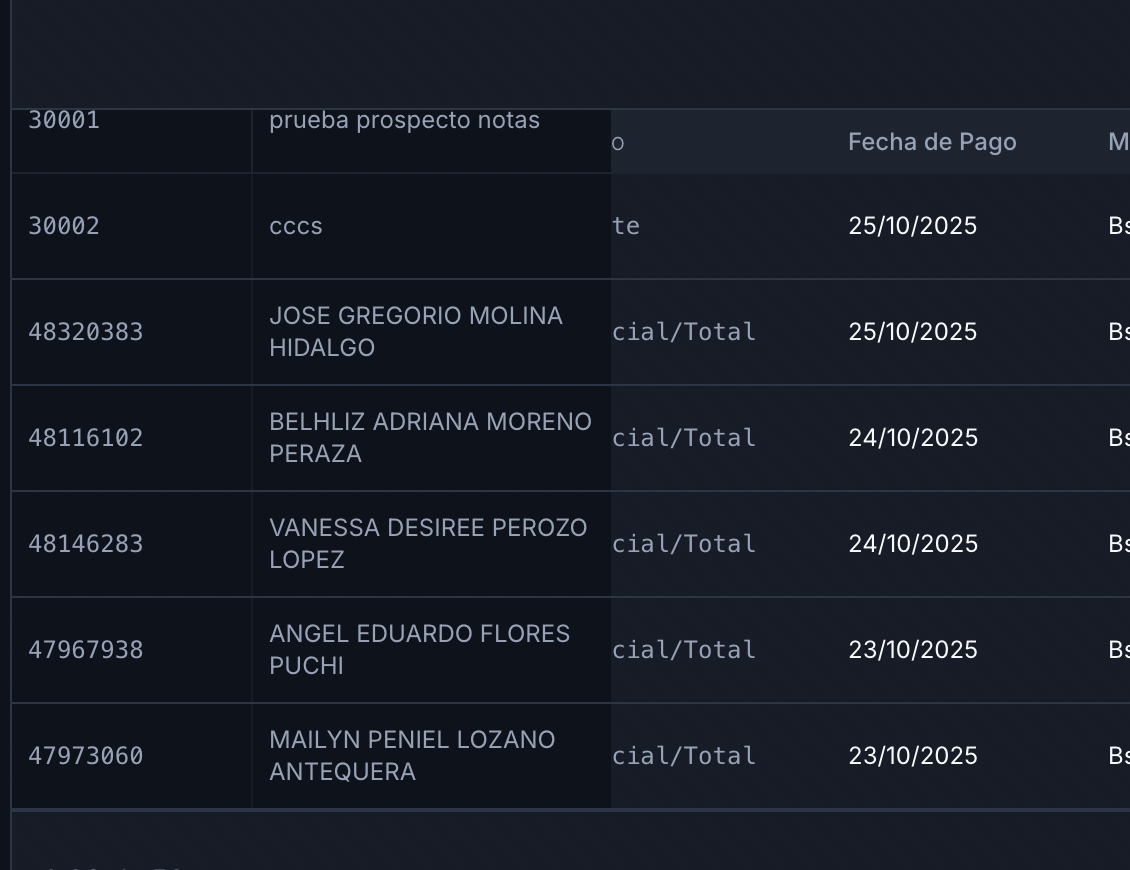 30001 prueba prospecto notas
o Fecha de Pago M
30002 cccs te 25/10/2025 Bs
JOSE GREGORIO MOLINA
48320383 cial/Total 25/10/2025 Bs
HIDALGO
BELHLIZ ADRIANA MORENO
48116102 cial/Total 24/10/2025 Bs
PERAZA
VANESSA DESIREE PEROZO
48146283 cial/Total 24/10/2025 Bs
LOPEZ
ANGEL EDUARDO FLORES
47967938 cial/Total 23/10/2025 Bs
PUCHI
MAILYN PENIEL LOZANO
47973060 cial/Total 23/10/2025 Bs
ANTEQUERA